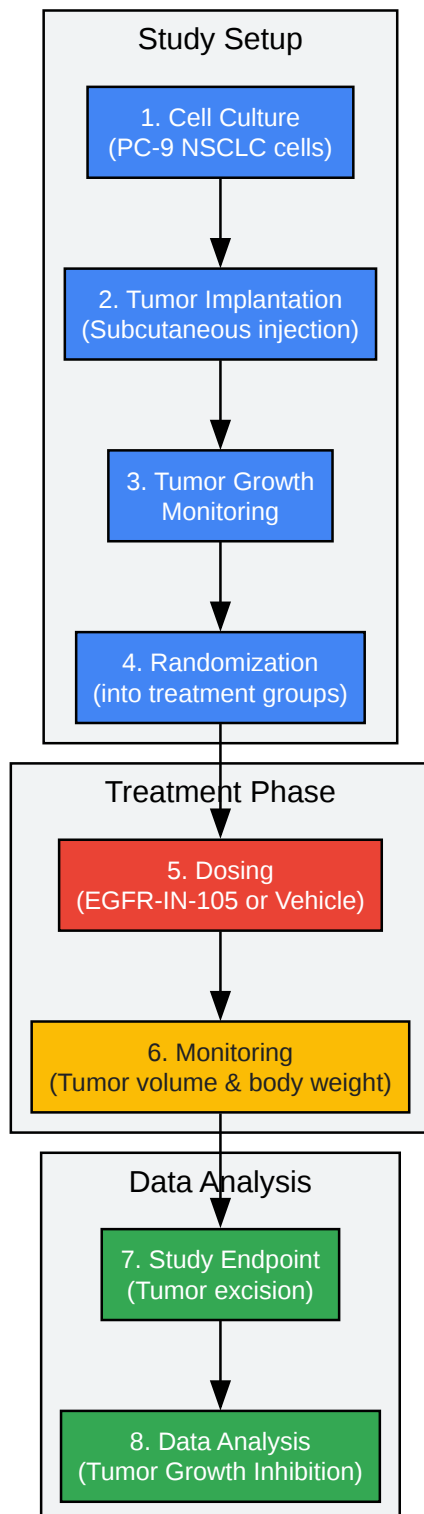 Study Setup
1. Cell Culture
(PC-9 NSCLC cells)
2. Tumor Implantation
(Subcutaneous injection)
3. Tumor Growth
Monitoring
4. Randomization
(into treatment groups)
Treatment Phase
5. Dosing
(EGFR-IN-105 or Vehicle)
6. Monitoring
(Tumor volume & body weight)
Data Analysis
7. Study Endpoint
(Tumor excision)
8. Data Analysis
(Tumor Growth Inhibition)